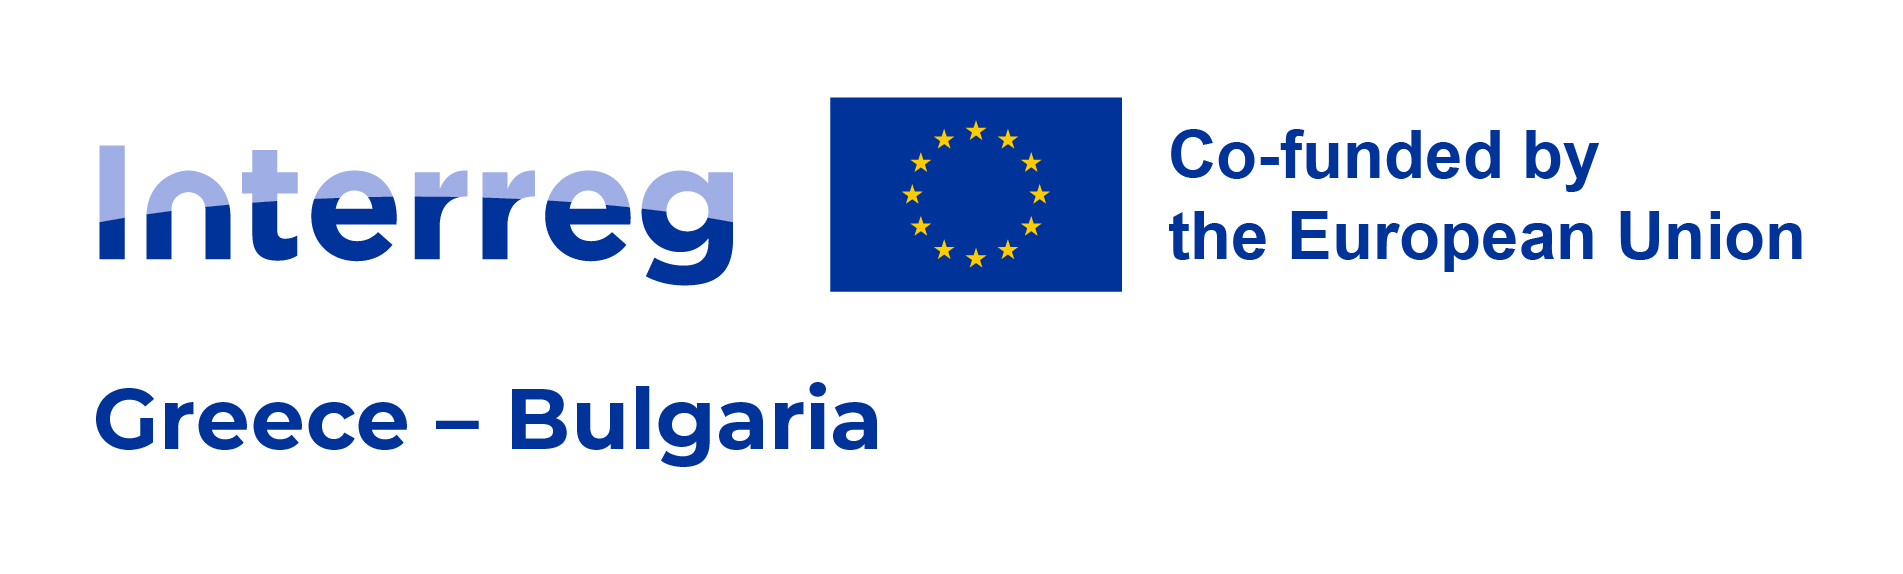 Interreg
Co-funded by
the European Union
Greece – Bulgaria